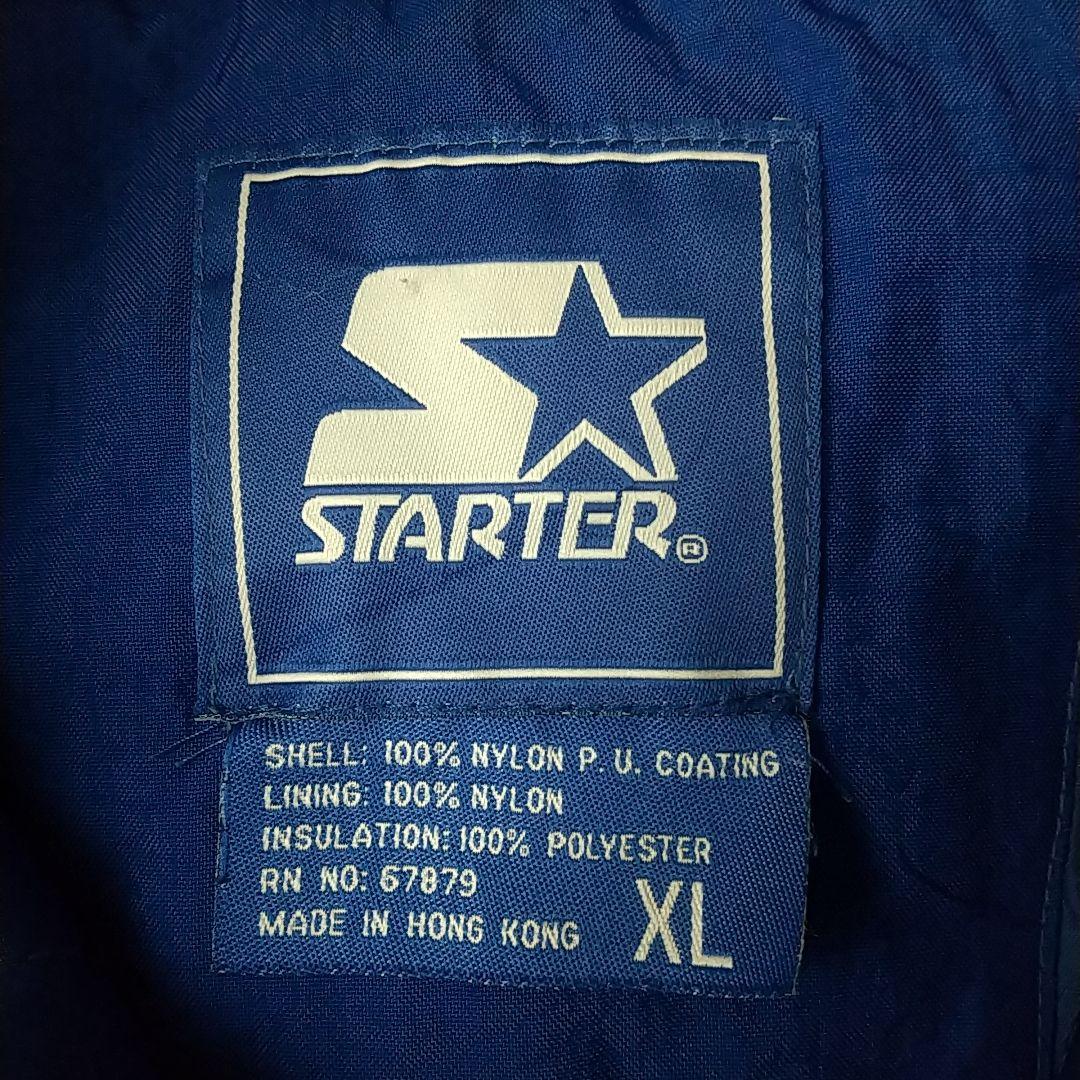 STARTER®
SHELL: 100% NYLON P. U. COATING
LINING: 100% NYLON
INSULATION: 100% POLYESTER
RN NO: 67879
MADE IN HONG KONG XL